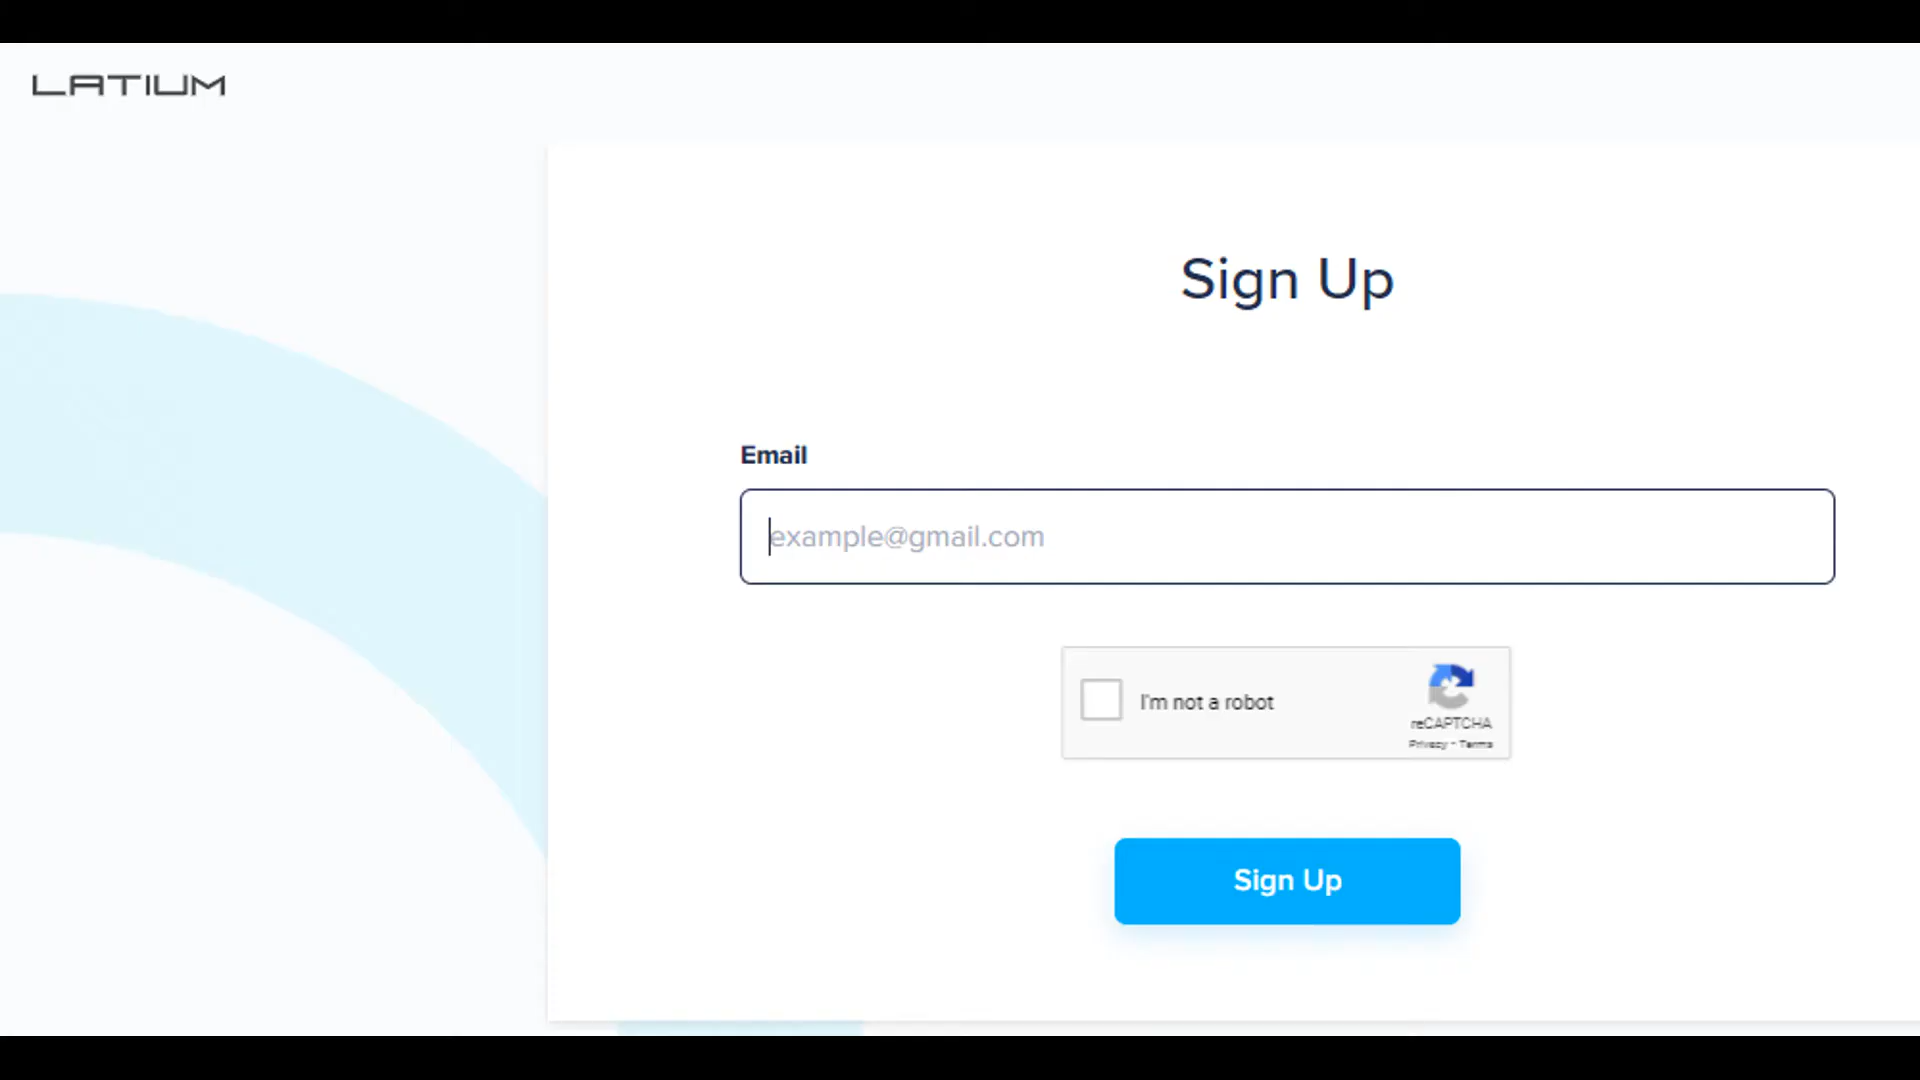 LATIUM
Sign Up
Email
example@gmail.com
I'm not a robot
reCAPTCHA
Privacy - Terms
Sign Up